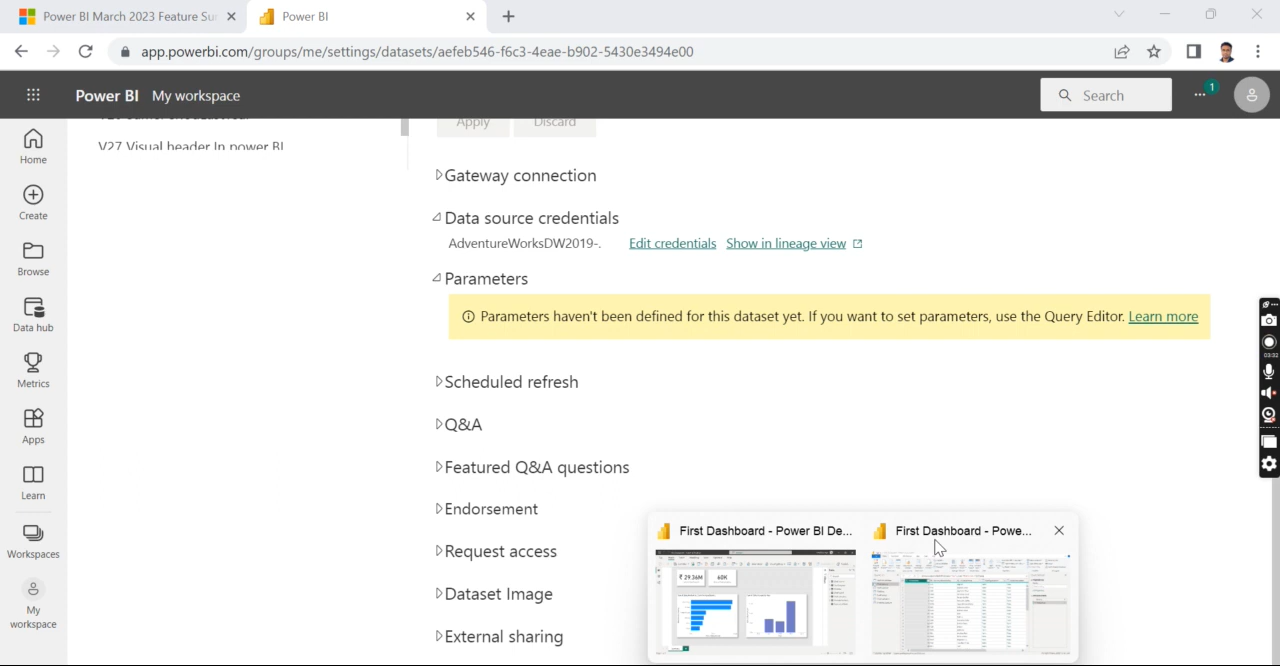 Power BI March 2023 Feature Su
Power BI
app.powerbi.com/groups/me/settings/datasets/aefeb546-f6c3-4eae-b902-5430e3494e00
Power BI My workspace
Search
1
Apply Discard
V27 Visual header In power BI
Home
Create
Browse
Data hub
Metrics
Apps
Learn
Workspaces
My
workspace
Gateway connection
Data source credentials
AdventureWorksDW2019-. Edit credentials Show in lineage view
Parameters
Parameters haven't been defined for this dataset yet. If you want to set parameters, use the Query Editor. Learn more
Scheduled refresh
Q&A
Featured Q&A questions
Endorsement
Request access
Dataset Image
External sharing
First Dashboard - Power BI De...
First Dashboard - Powe...
₹ 29.36M 60K
03:32